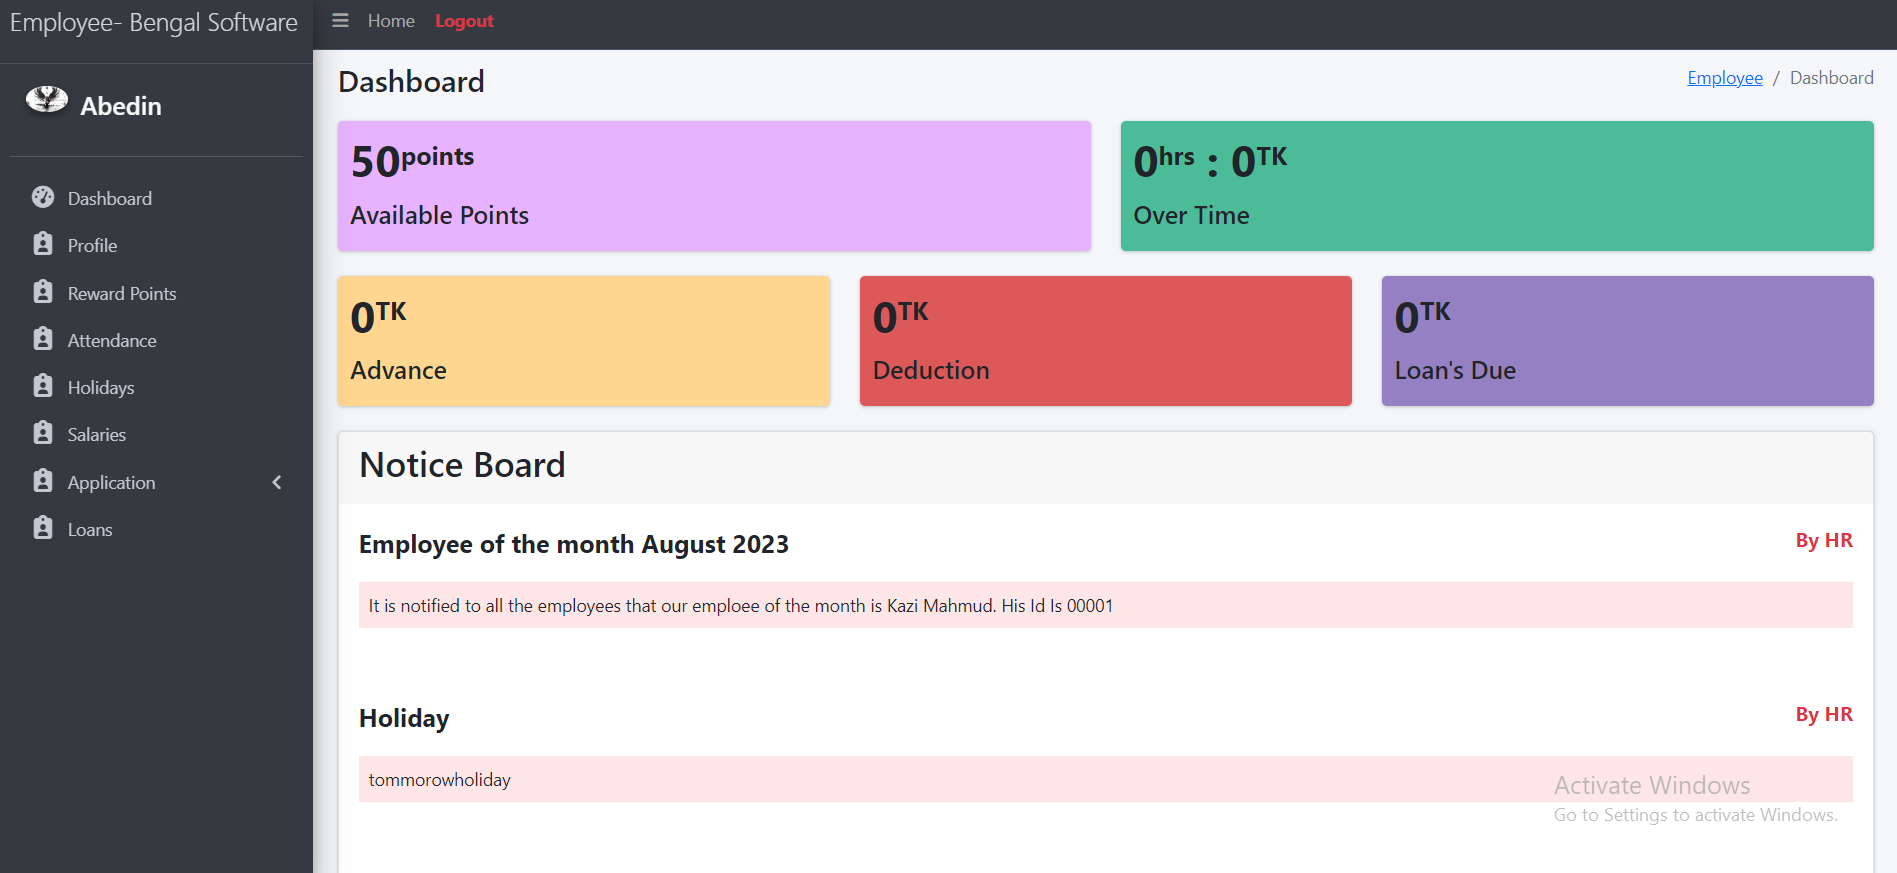 Employee- Bengal Software
Home Logout
Abedin
Dashboard
Profile
Reward Points
Attendance
Holidays
Salaries
Application
Loans
Dashboard
Employee / Dashboard
50points
Available Points
0hrs : 0TK
Over Time
0TK
Advance
0TK
Deduction
0TK
Loan's Due
Notice Board
Employee of the month August 2023
By HR
It is notified to all the employees that our emploee of the month is Kazi Mahmud. His Id Is 00001
Holiday
By HR
tommorowholiday
Activate Windows
Go to Settings to activate Windows.